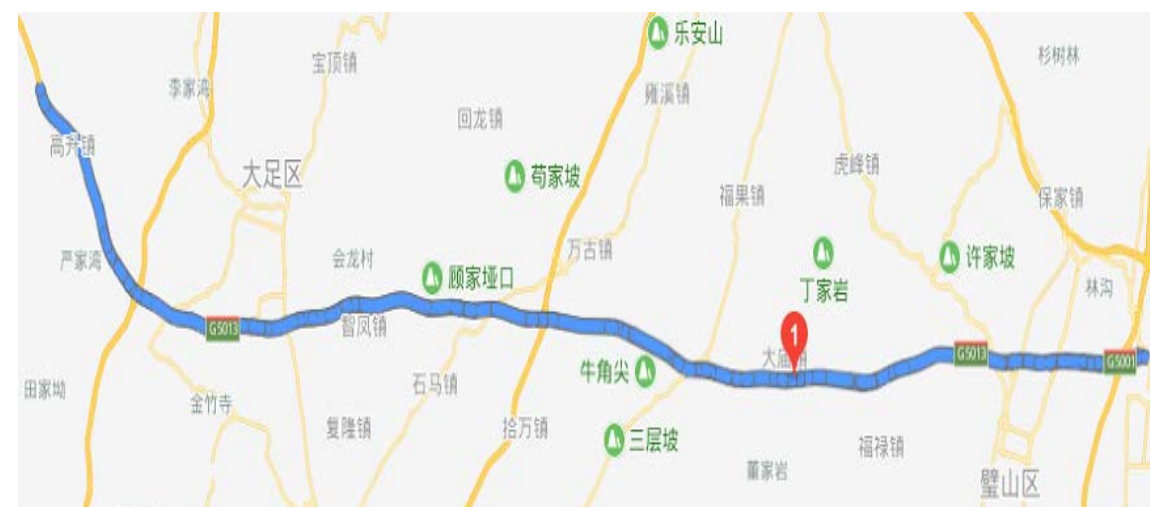 乐安山
杉树林
宝顶镇
李家湾
雍溪镇
回龙镇
高升镇
大足区
荀家坡
虎峰镇
福果镇
保家镇
万古镇
严家湾
会龙村
顾家垭口
许家坡
丁家岩
林沟
G5013
智凤镇
1
大庙镇
G5013
G5001
牛角尖
石马镇
田家坳
金竹寺
复隆镇
拾万镇
三层坡
福禄镇
董家岩
璧山区